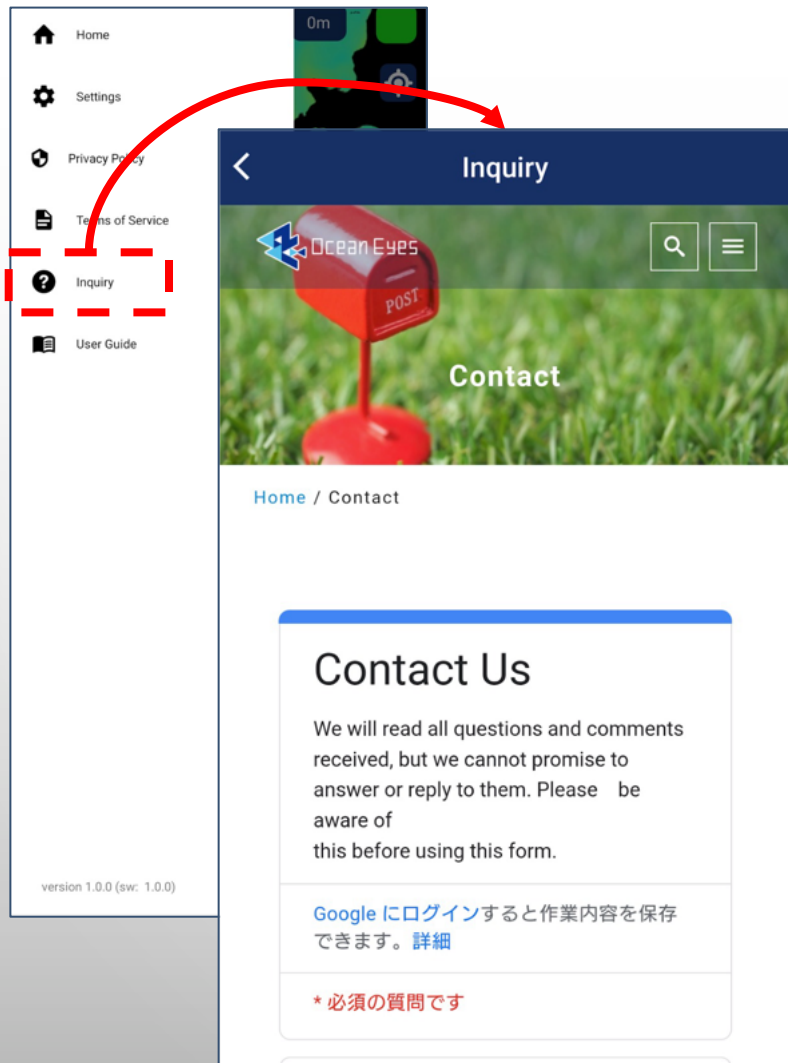 Home
0m
Settings
Privacy Policy
Terms of Service
Inquiry
User Guide
version 1.0.0 (sw: 1.0.0)
Inquiry
Ocean Eyes
POST
Contact
Home / Contact
Contact Us
We will read all questions and comments
received, but we cannot promise to
answer or reply to them. Please be
aware of
this before using this form.
Google にログインすると作業内容を保存
できます。詳細
* 必須の質問です